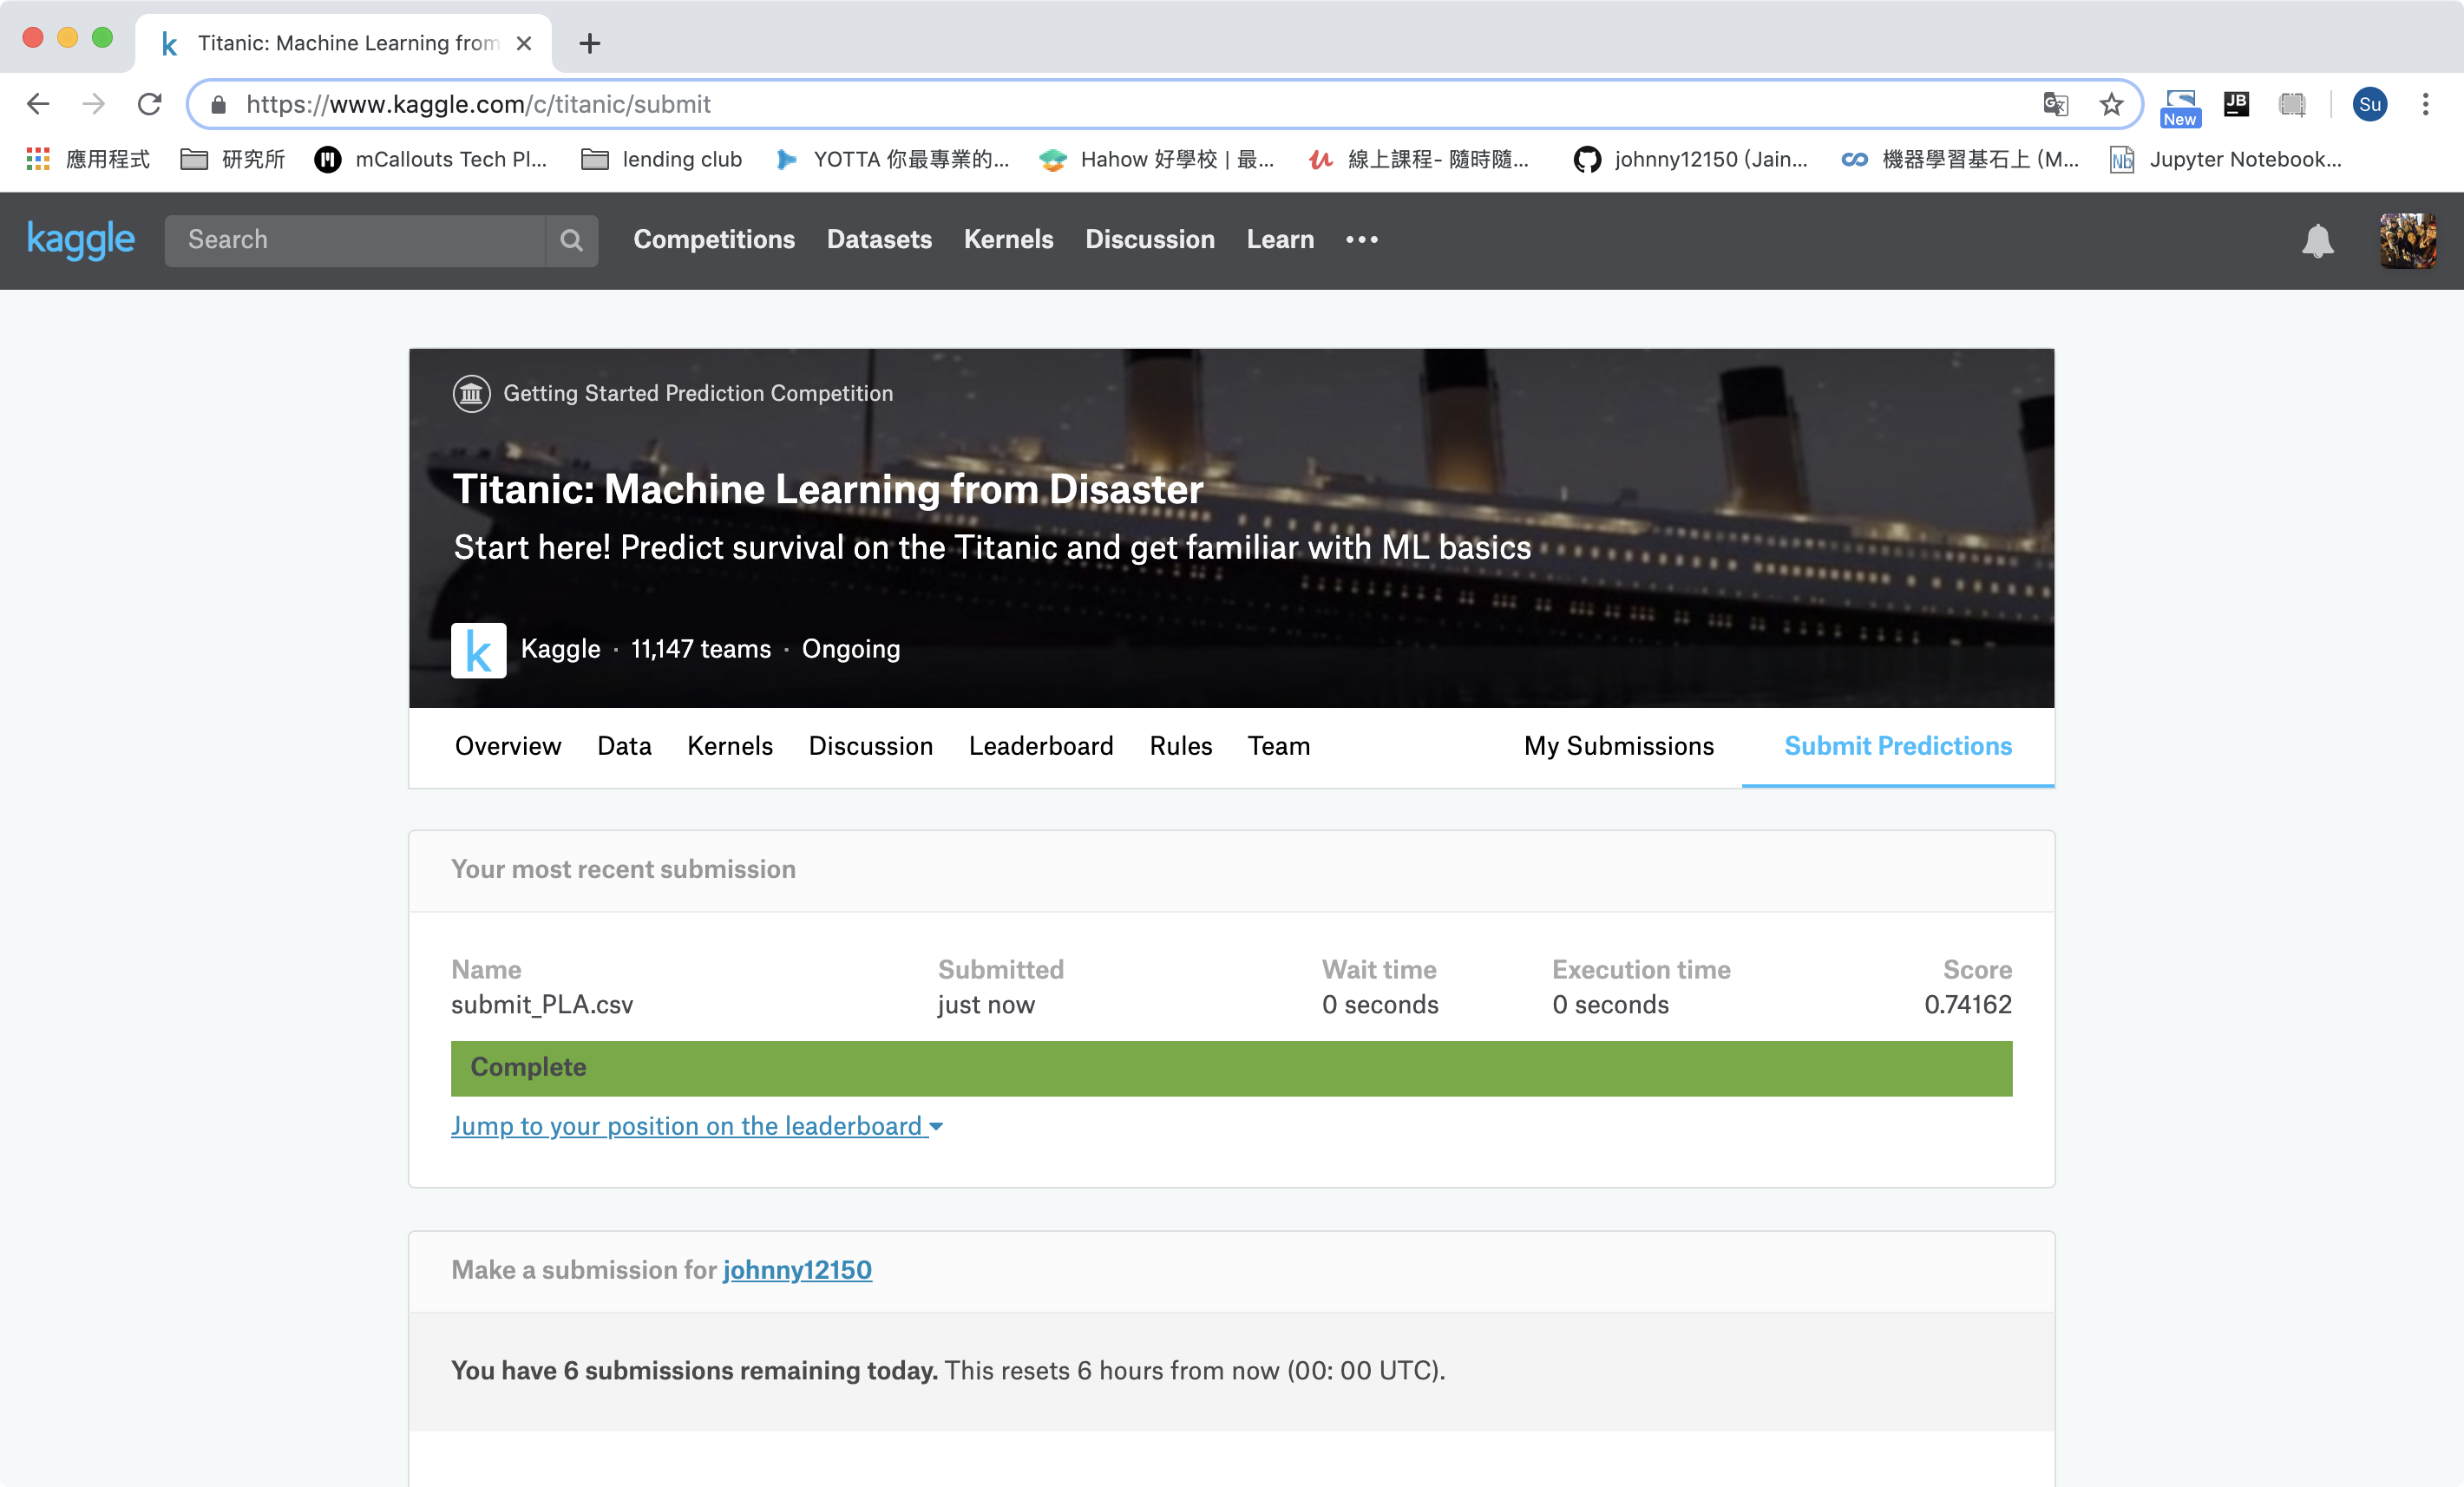 Titanic: Machine Learning from
https://www.kaggle.com/c/titanic/submit
New
JB
Su
應用程式
研究所
mCallouts Tech Pl...
lending club
YOTTA 你最專業的...
Hahow 好學校 | 最...
線上課程- 隨時隨...
johnny12150 (Jain...
機器學習基石上 (M...
Jupyter Notebook...
kaggle
Search
Competitions
Datasets
Kernels
Discussion
Learn
Getting Started Prediction Competition
Titanic: Machine Learning from Disaster
Start here! Predict survival on the Titanic and get familiar with ML basics
k
Kaggle · 11,147 teams · Ongoing
Overview
Data
Kernels
Discussion
Leaderboard
Rules
Team
My Submissions
Submit Predictions
Your most recent submission
Name Submitted Wait time Execution time Score
submit_PLA.csv just now 0 seconds 0 seconds 0.74162
Complete
Jump to your position on the leaderboard
Make a submission for johnny12150
You have 6 submissions remaining today. This resets 6 hours from now (00: 00 UTC).